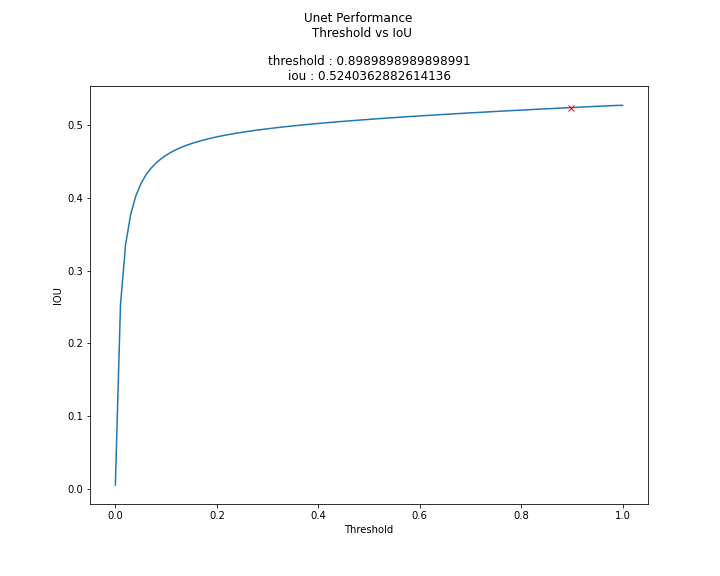 Unet Performance
Threshold vs IoU
threshold : 0.8989898989898991
iou : 0.5240362882614136
0.5
0.4
0.3
0.2
0.1
0.0
IOU
0.0 0.2 0.4 0.6 0.8 1.0
Threshold